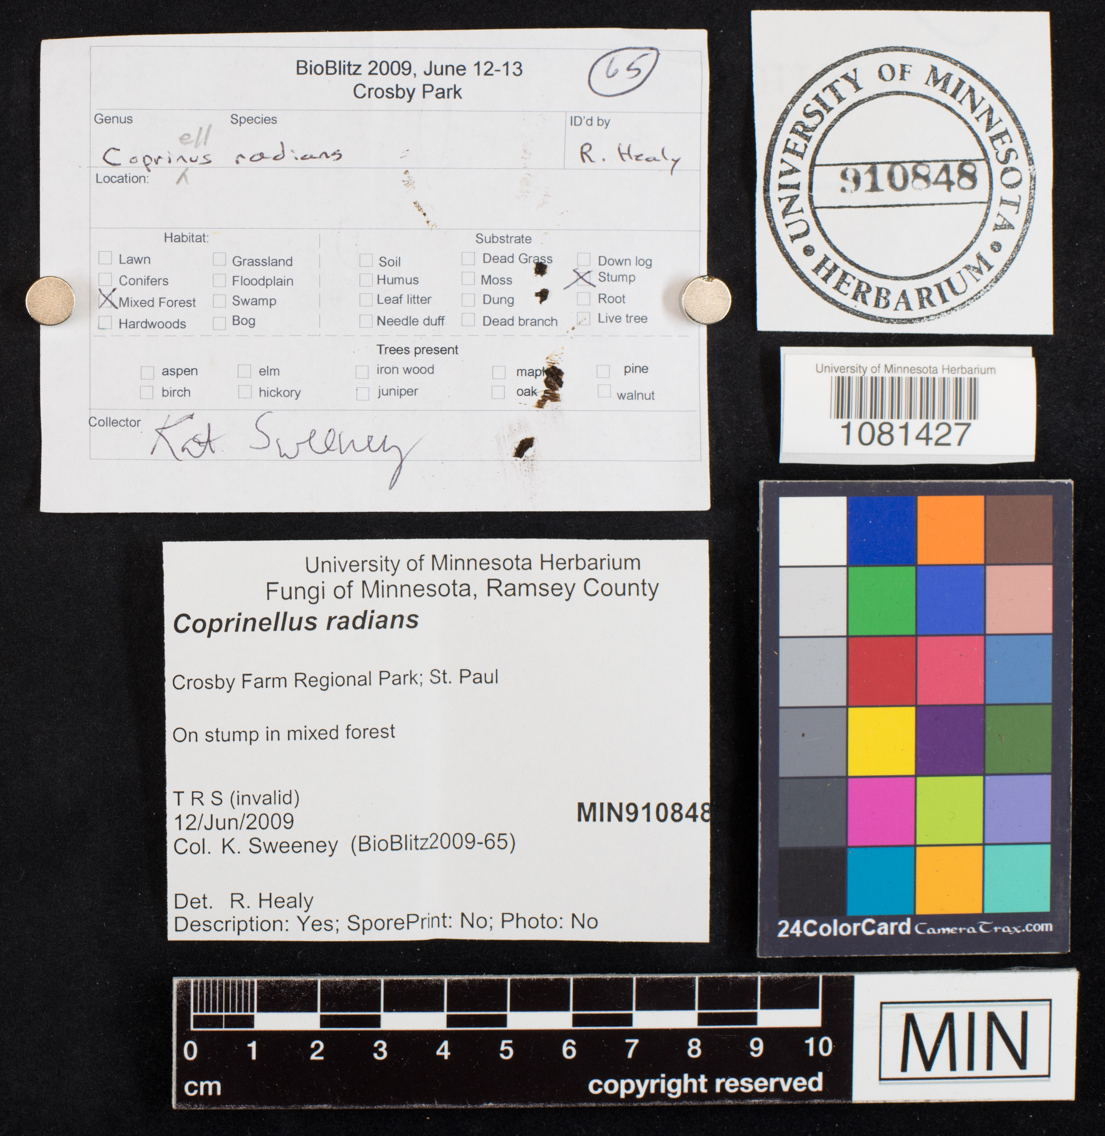 BioBlitz 2009, June 12-13
Crosby Park
65
Genus
Species
ID'd by
ell
Coprinus radians
R. Healy
Location:
Habitat:
Substrate
Lawn
Grassland
Soil
Dead Grass
Down log
Conifers
Floodplain
Humus
Moss
Stump
Mixed Forest
Swamp
Leaf litter
Dung
Root
Hardwoods
Bog
Needle duff
Dead branch
Live tree
Trees present
aspen
elm
iron wood
maple
pine
birch
hickory
juniper
oak
walnut
Collector
Kat Sweeney
UNIVERSITY OF MINNESOTA
910848
HERBARIUM
University of Minnesota Herbarium
1081427
University of Minnesota Herbarium
Fungi of Minnesota, Ramsey County
Coprinellus radians
Crosby Farm Regional Park; St. Paul
On stump in mixed forest
T R S (invalid)
12/Jun/2009
MIN910848
Col. K. Sweeney (BioBlitz2009-65)
Det. R. Healy
Description: Yes; SporePrint: No; Photo: No
24ColorCard CameraTrax.com
0 1 2 3 4 5 6 7 8 9 10
cm
copyright reserved
MIN